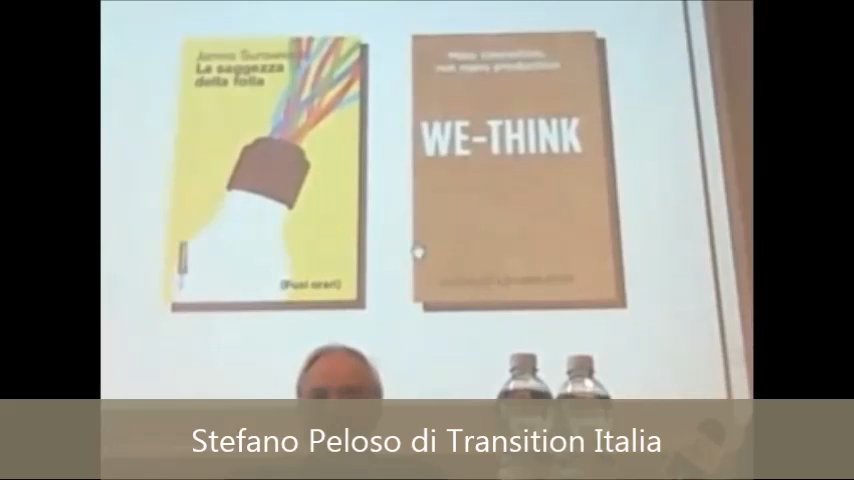 James Surowiecki
La saggezza
della folla
(Fusi orari)
Mass innovation,
not mass production
WE-THINK
Stefano Peloso di Transition Italia